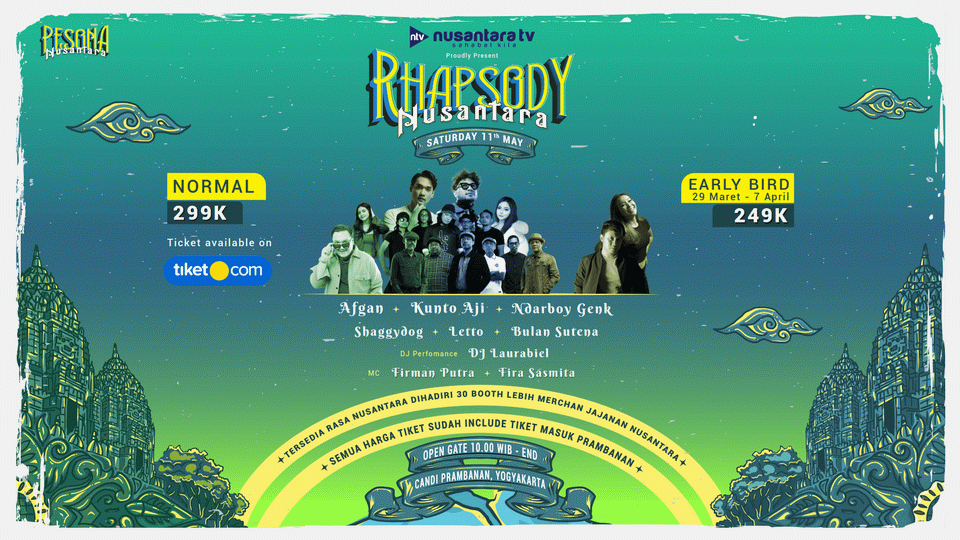 PESONA
Nusantara
ntv nusantara tv
sahabat kita
Proudly Present
RHAPSODY
Nusantara
SATURDAY 11th MAY
NORMAL
299K
Ticket available on
tiket.com
EARLY BIRD
29 Maret - 7 April
249K
Afgan + Kunto Aji + Ndarboy Genk
Shaggydog + Letto + Bulan Sutena
DJ Perfomance DJ Laurabiel
MC Firman Putra + Fira Sasmita
+ TERSEDIA RASA NUSANTARA DIHADIRI 30 BOOTH LEBIH MERCHAN JAJANAN NUSANTARA +
+ SEMUA HARGA TIKET SUDAH INCLUDE TIKET MASUK PRAMBANAN +
OPEN GATE 10.00 WIB - END
CANDI PRAMBANAN, YOGYAKARTA